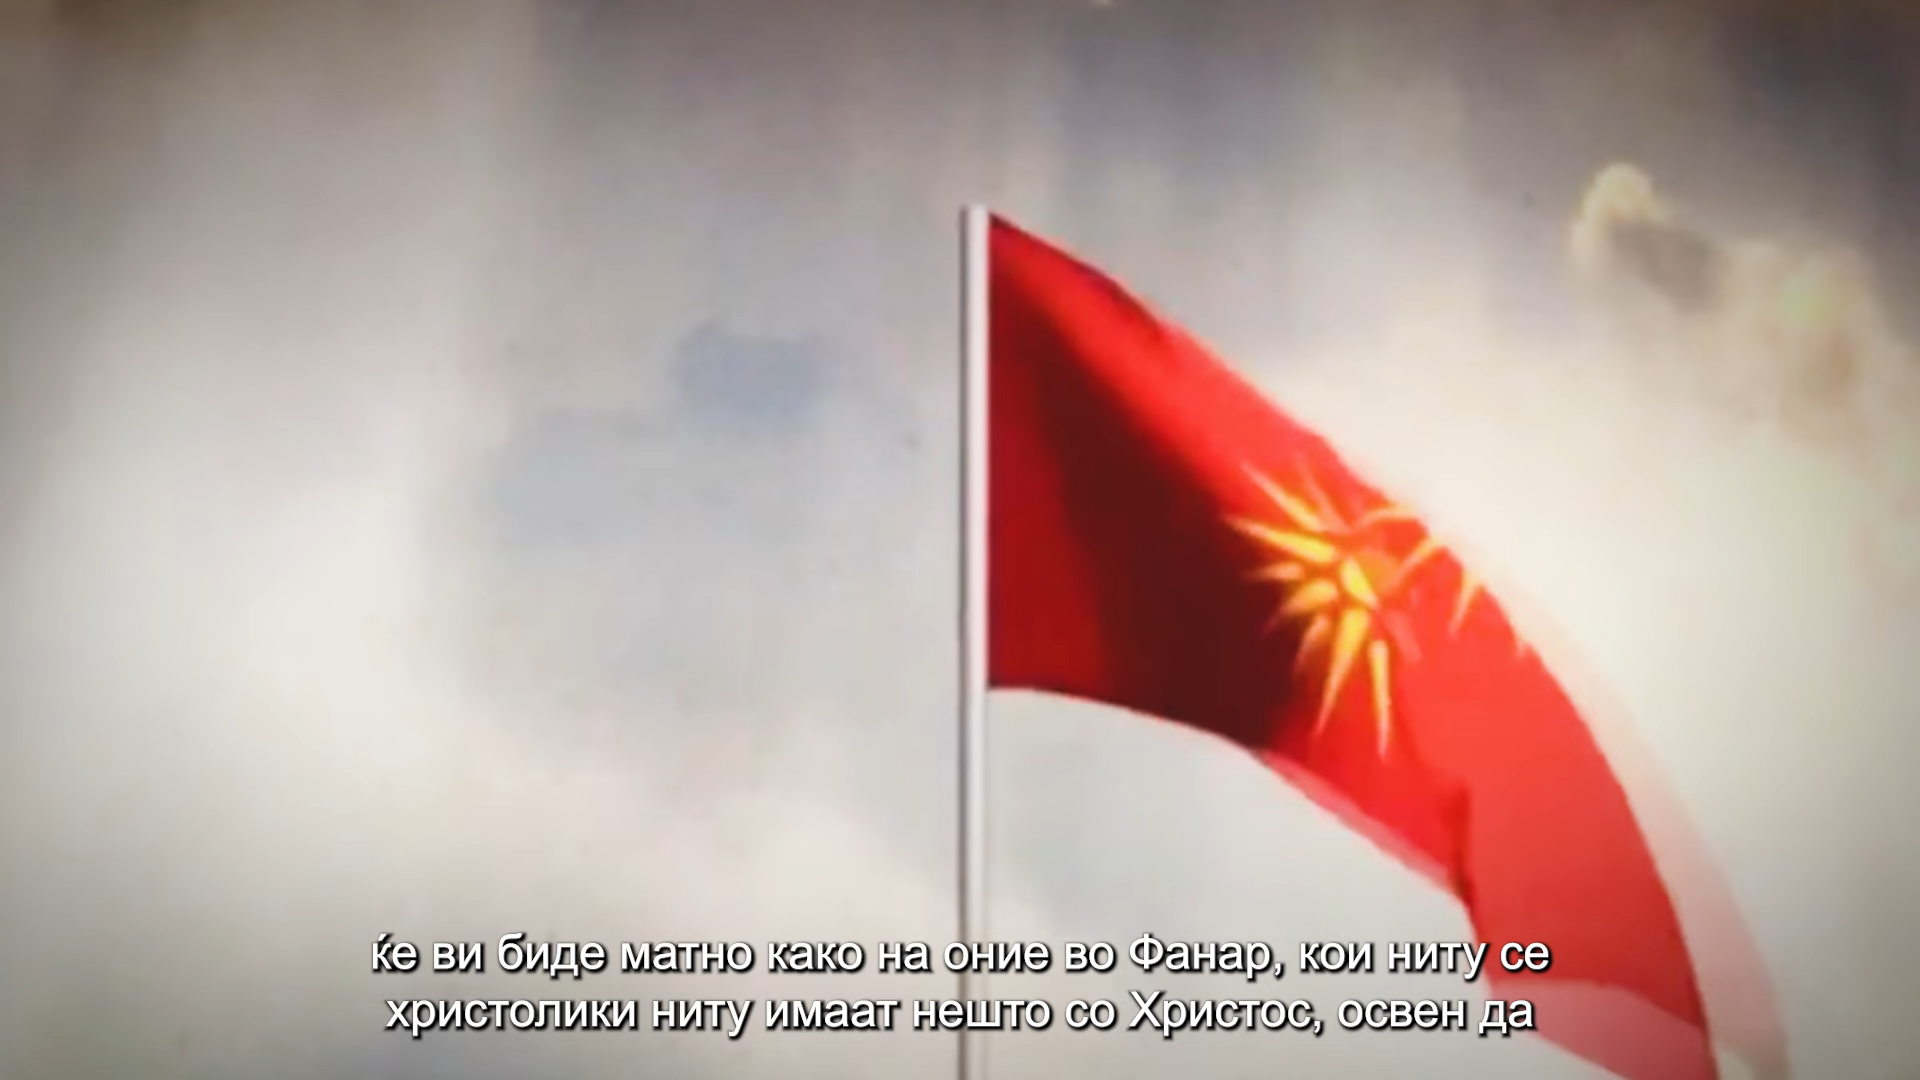 ќе ви биде матно како на оние во Фанар, кои ниту се
христолики ниту имаат нешто со Христос, освен да